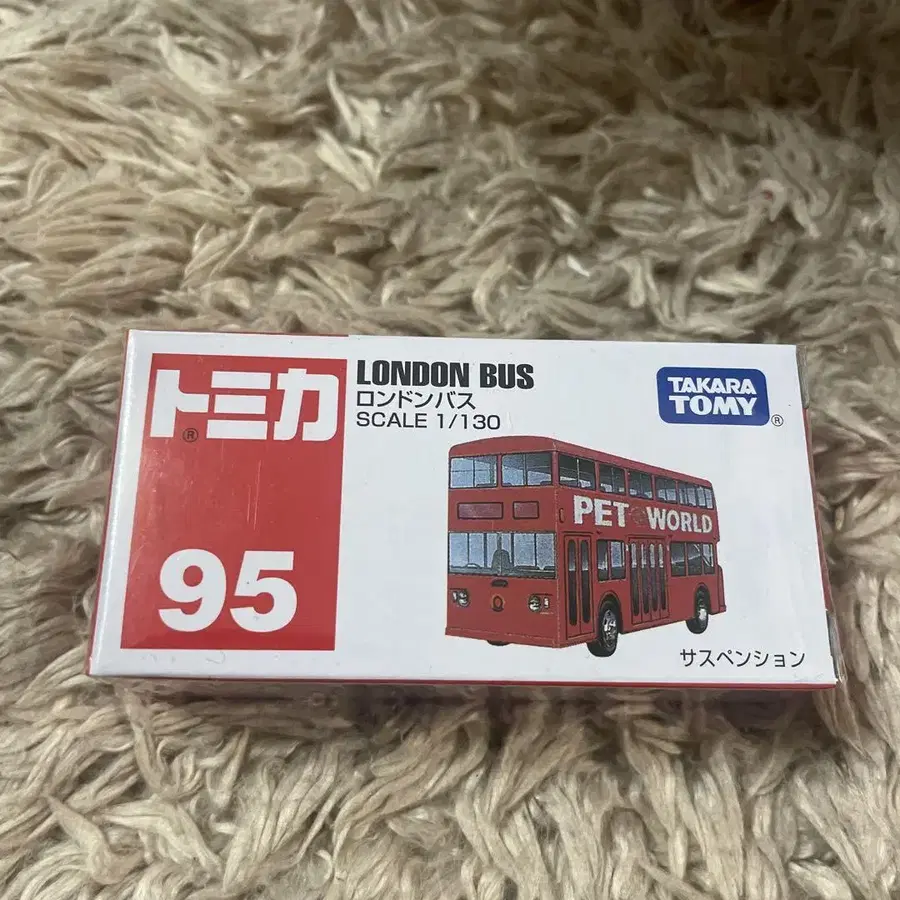 トミカ®
95
LONDON BUS
ロンドンバス
SCALE 1/130
TAKARA
TOMY®
PET WORLD
サスペンション